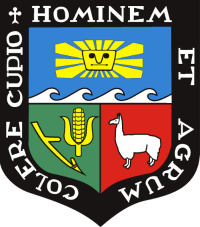 COLERE CUPIO ✝ HOMINEM ET AGRUM